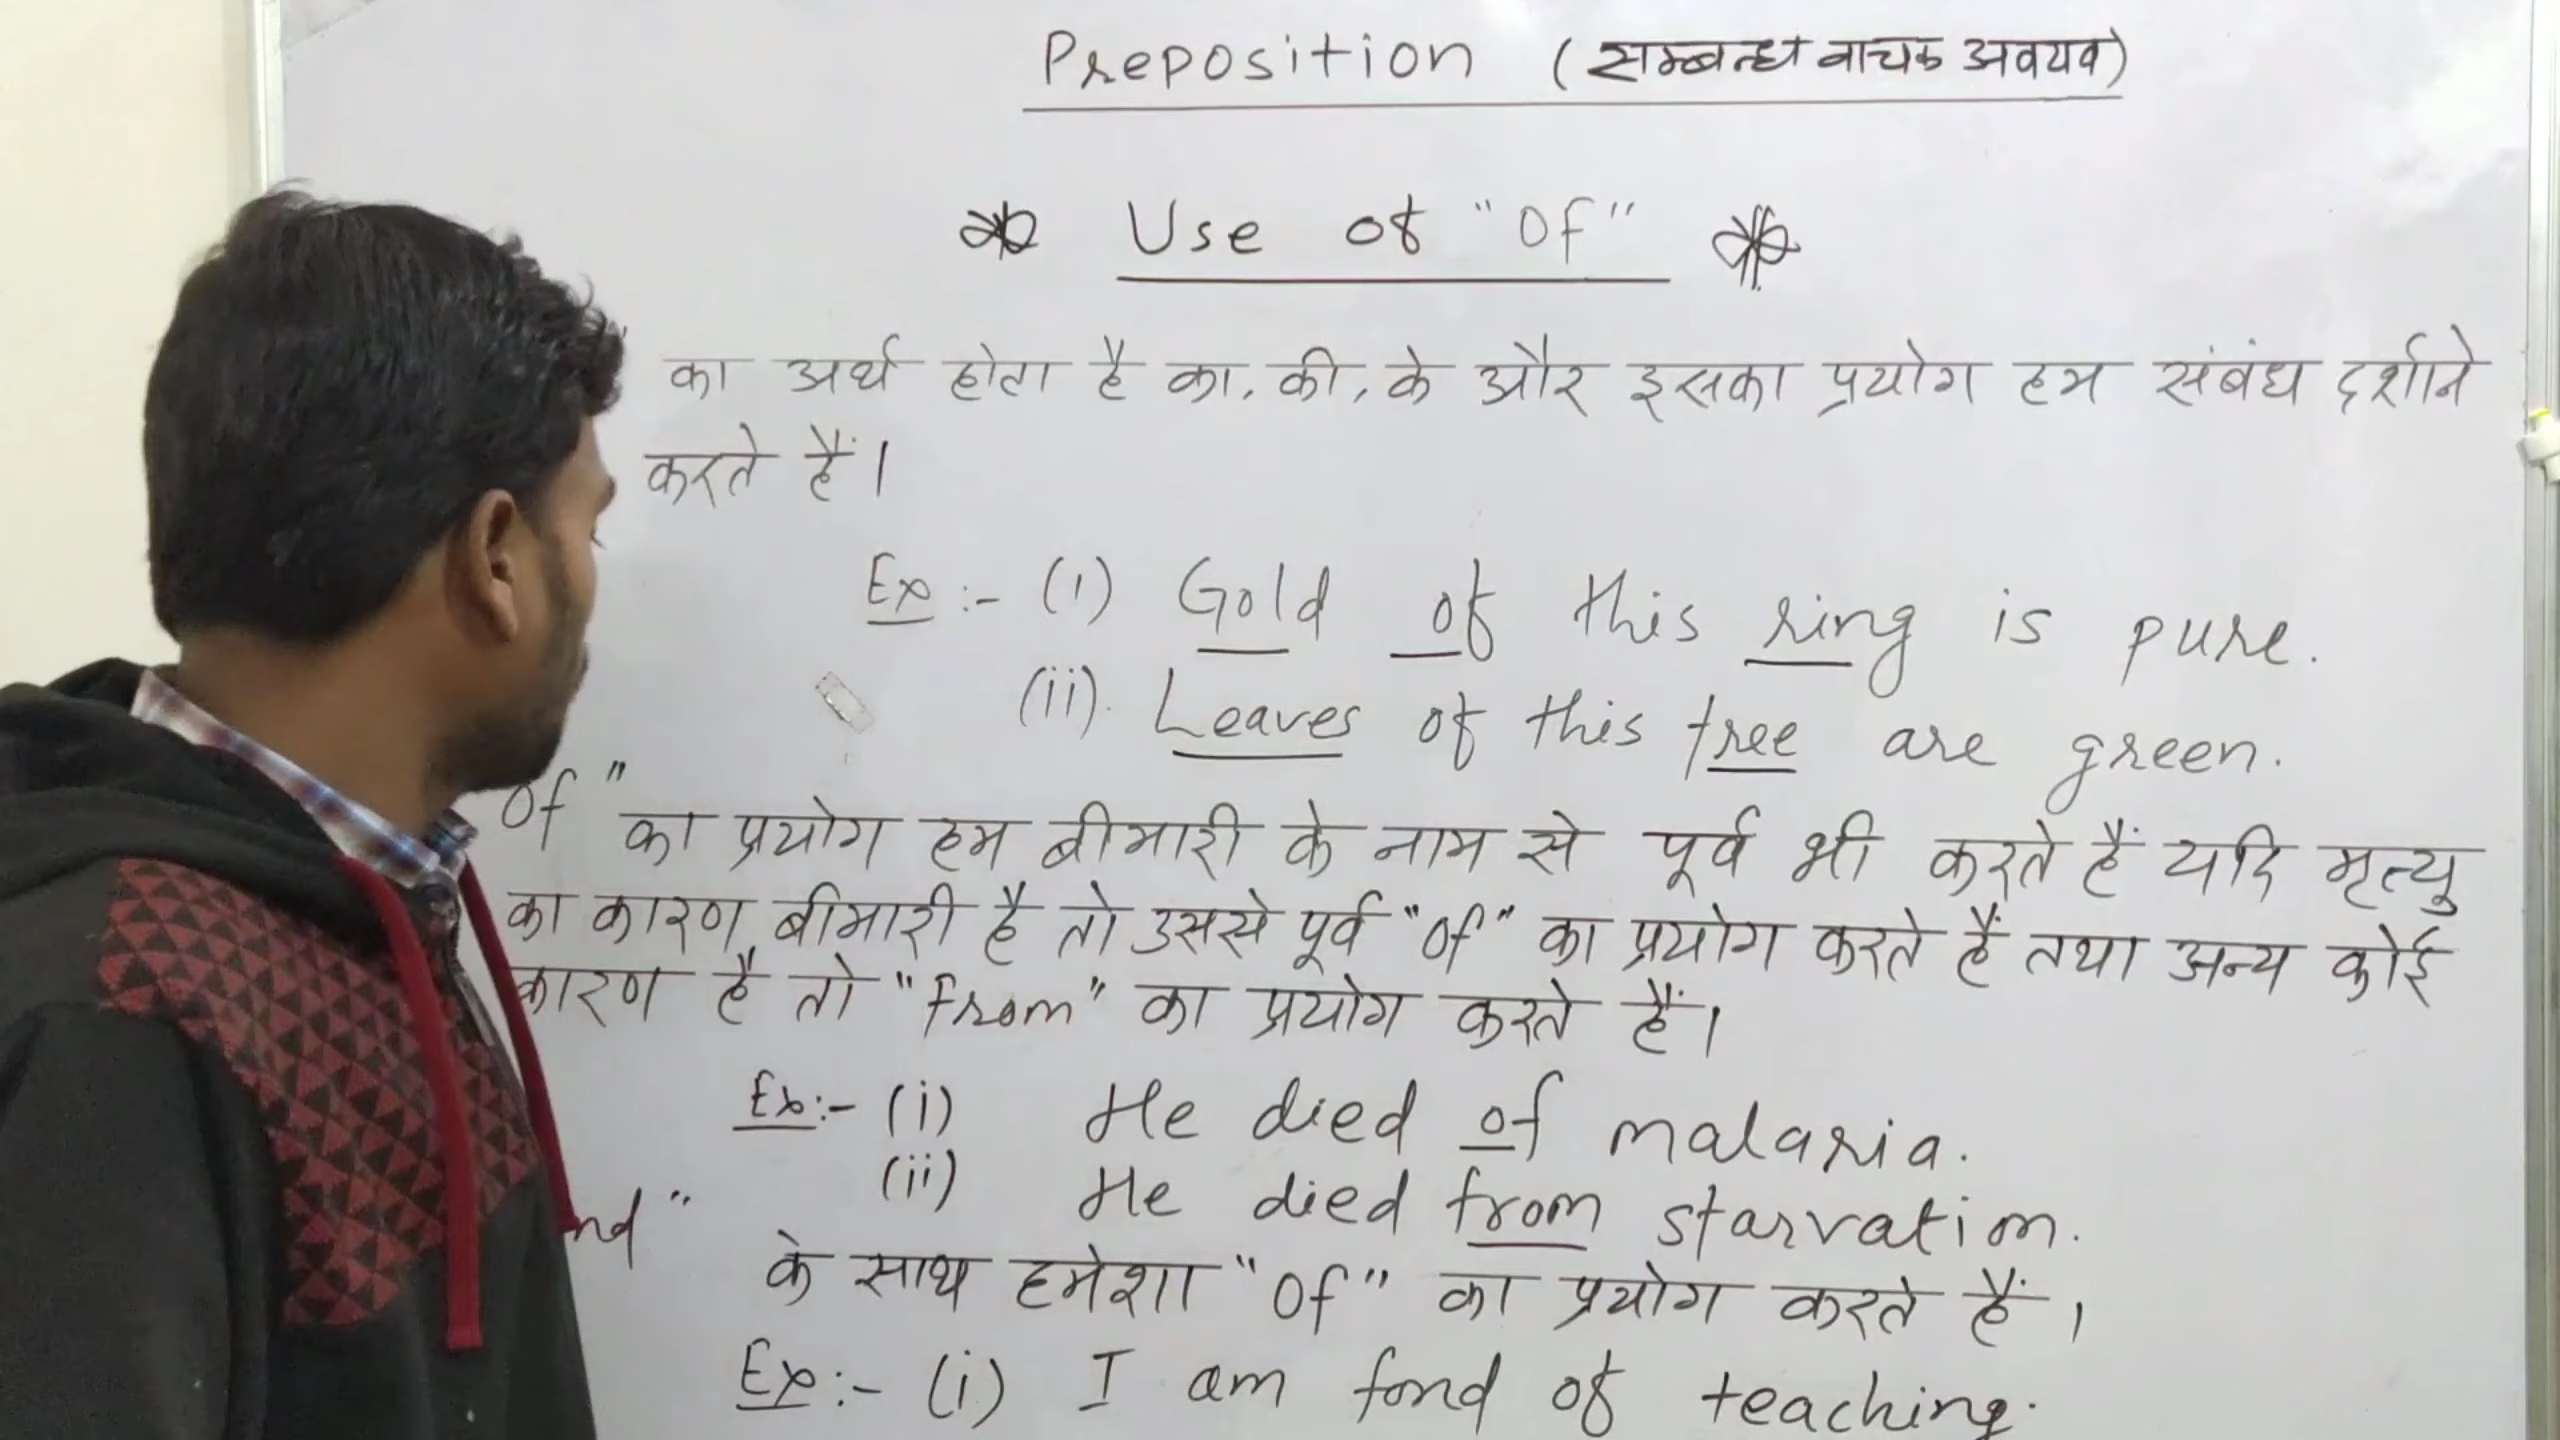 Preposition (सम्बन्ध वाचक अवयव)
Use of "Of"
का अर्थ होता है का, की, के और इसका प्रयोग हम संबंध दर्शाने
करते हैं।
Ex :- (i) Gold of this ring is pure.
(ii). Leaves of this tree are green.
Of" का प्रयोग हम बीमारी के नाम से पूर्व भी करते हैं यदि मृत्यु
का कारण बीमारी है तो उससे पूर्व "Of" का प्रयोग करते हैं तथा अन्य कोई
कारण है तो "from" का प्रयोग करते हैं।
Ex:- (i) He died of malaria.
(ii) He died from starvation.
nd" के साथ हमेशा "Of" का प्रयोग करते हैं।
Ex:- (i) I am fond of teaching.